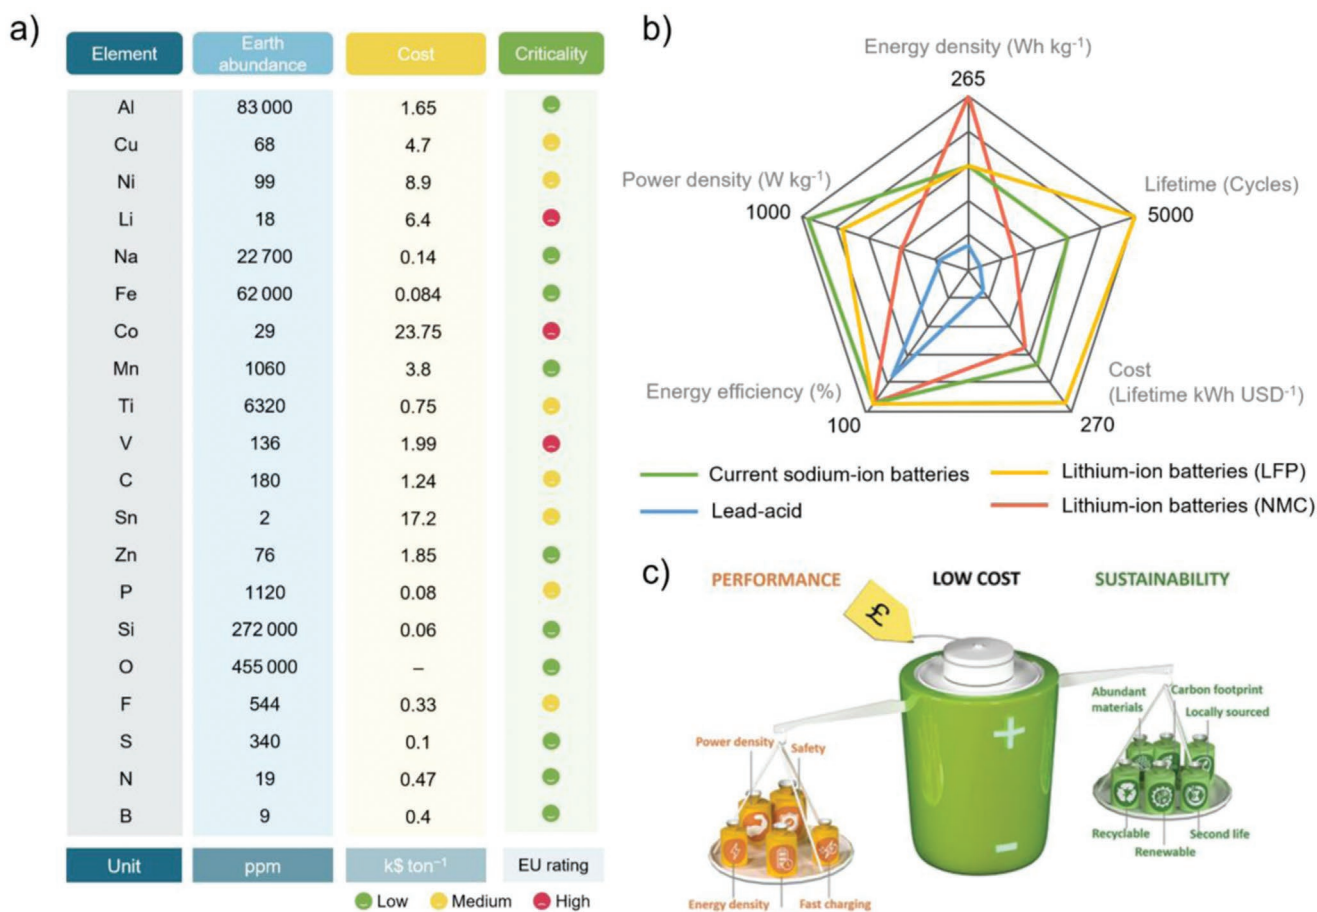 a)
Element Earth abundance Cost Criticality
Al 83 000 1.65
Cu 68 4.7
Ni 99 8.9
Li 18 6.4
Na 22 700 0.14
Fe 62 000 0.084
Co 29 23.75
Mn 1060 3.8
Ti 6320 0.75
V 136 1.99
C 180 1.24
Sn 2 17.2
Zn 76 1.85
P 1120 0.08
Si 272 000 0.06
O 455 000 –
F 544 0.33
S 340 0.1
N 19 0.47
B 9 0.4
Unit ppm k$ ton⁻¹ EU rating
Low Medium High
b)
Energy density (Wh kg⁻¹)
265
Power density (W kg⁻¹)
1000
Lifetime (Cycles)
5000
Energy efficiency (%)
100
Cost
(Lifetime kWh USD⁻¹)
270
Current sodium-ion batteries
Lithium-ion batteries (LFP)
Lead-acid
Lithium-ion batteries (NMC)
c)
PERFORMANCE LOW COST SUSTAINABILITY
£
+
−
Power density
Safety
Energy density
Fast charging
Abundant
materials
Carbon footprint
Locally sourced
Recyclable
Renewable
Second life